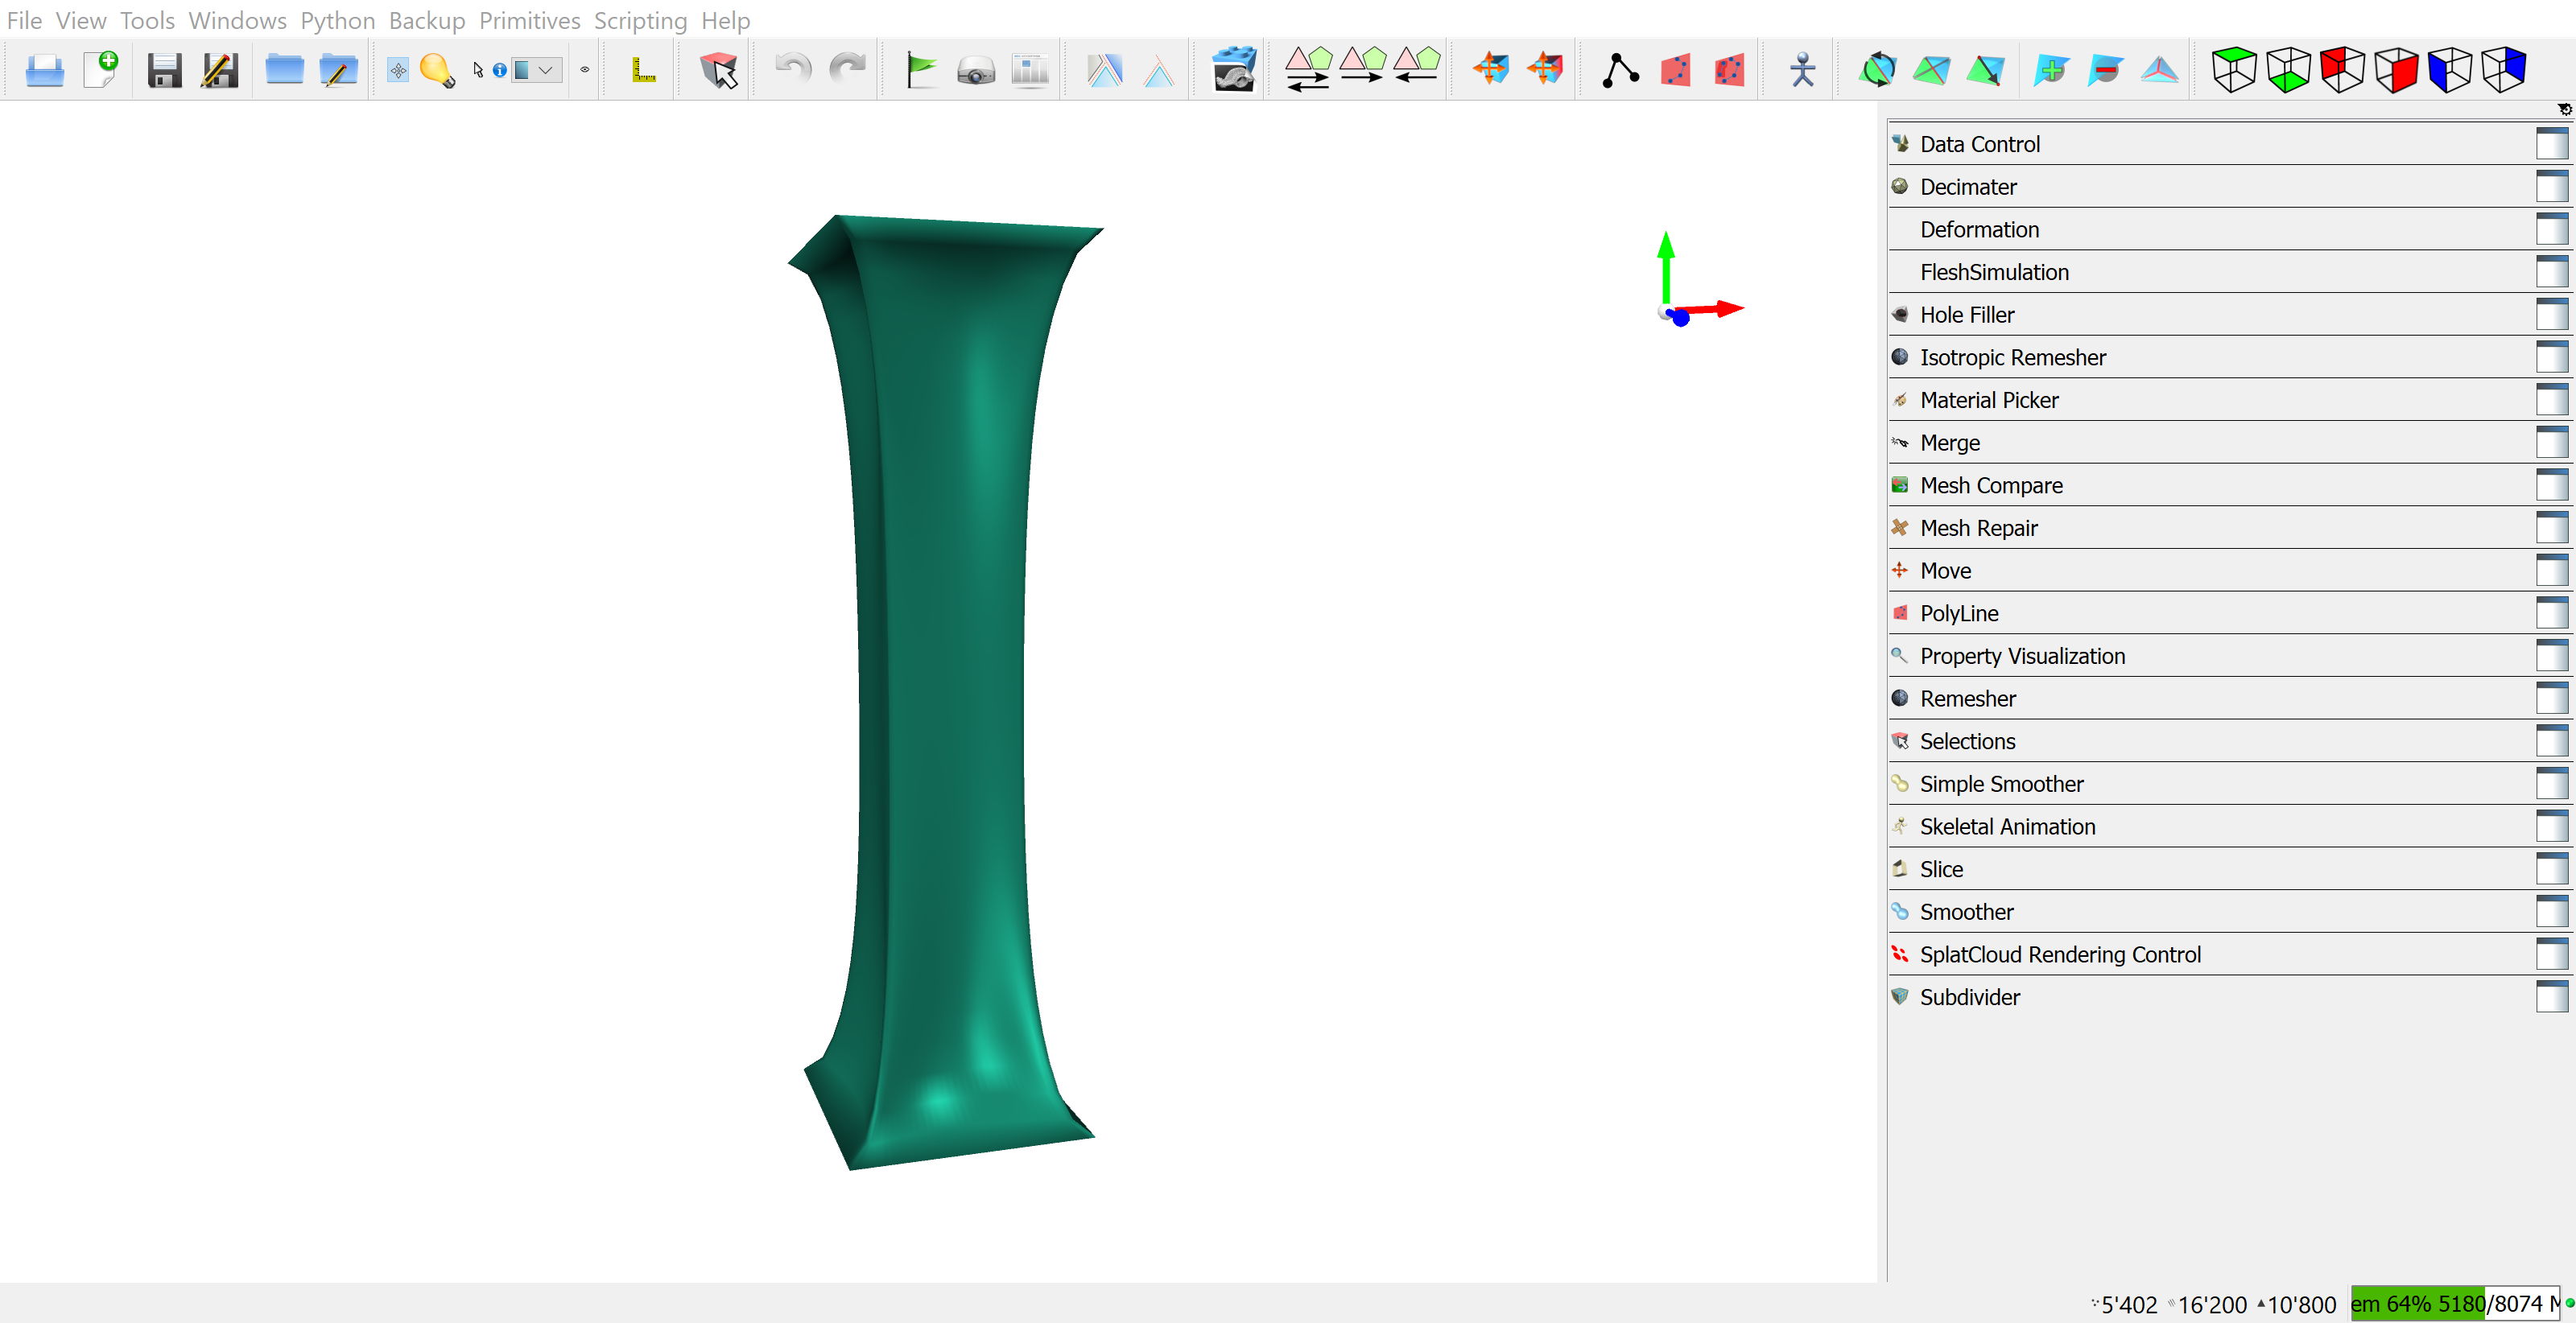 File View Tools Windows Python Backup Primitives Scripting Help
Data Control
Decimater
Deformation
FleshSimulation
Hole Filler
Isotropic Remesher
Material Picker
Merge
Mesh Compare
Mesh Repair
Move
PolyLine
Property Visualization
Remesher
Selections
Simple Smoother
Skeletal Animation
Slice
Smoother
SplatCloud Rendering Control
Subdivider
5'402 16'200 10'800 em 64% 5180/8074 M